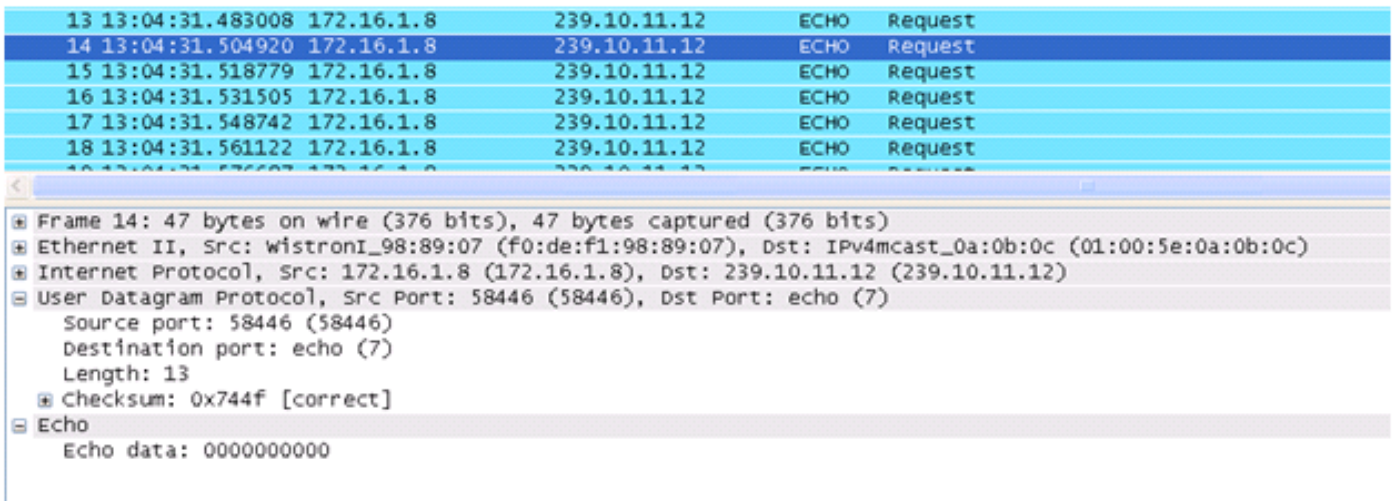 13 13:04:31.483008 172.16.1.8 239.10.11.12 ECHO Request
14 13:04:31.504920 172.16.1.8 239.10.11.12 ECHO Request
15 13:04:31.518779 172.16.1.8 239.10.11.12 ECHO Request
16 13:04:31.531505 172.16.1.8 239.10.11.12 ECHO Request
17 13:04:31.548742 172.16.1.8 239.10.11.12 ECHO Request
18 13:04:31.561122 172.16.1.8 239.10.11.12 ECHO Request
Frame 14: 47 bytes on wire (376 bits), 47 bytes captured (376 bits)
Ethernet II, Src: WistronI_98:89:07 (f0:de:f1:98:89:07), Dst: IPv4mcast_0a:0b:0c (01:00:5e:0a:0b:0c)
Internet Protocol, Src: 172.16.1.8 (172.16.1.8), Dst: 239.10.11.12 (239.10.11.12)
User Datagram Protocol, Src Port: 58446 (58446), Dst Port: echo (7)
Source port: 58446 (58446)
Destination port: echo (7)
Length: 13
Checksum: 0x744f [correct]
Echo
Echo data: 0000000000